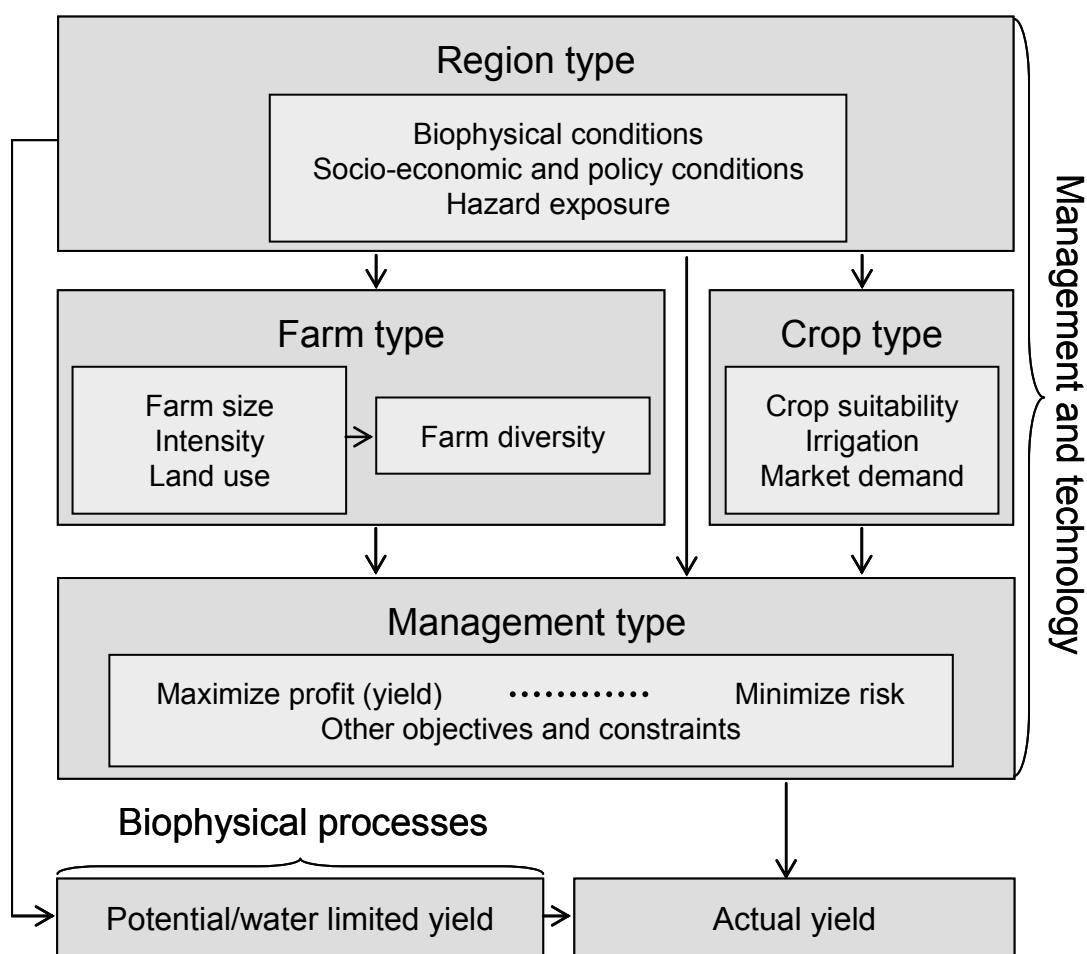 Region type
Biophysical conditions
Socio-economic and policy conditions
Hazard exposure
Farm type
Farm size
Intensity
Land use
Farm diversity
Crop type
Crop suitability
Irrigation
Market demand
Management type
Maximize profit (yield) ............ Minimize risk
Other objectives and constraints
Management and technology
Biophysical processes
Potential/water limited yield
Actual yield